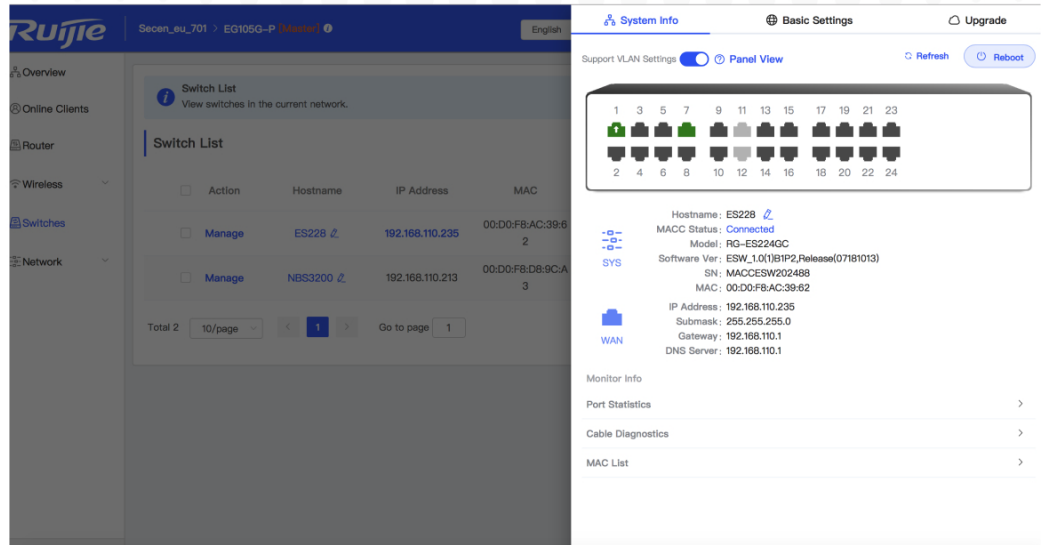 Ruijie
Secen_eu_701 > EG105G-P [Master]
English
Overview
Online Clients
Router
Wireless
Switches
Network
Switch List
View switches in the current network.
Switch List
Action Hostname IP Address MAC
Manage ES228 192.168.110.235 00:D0:F8:AC:39:6
2
Manage NBS3200 192.168.110.213 00:D0:F8:D8:9C:A
3
Total 2 10/page < 1 > Go to page 1
System Info Basic Settings Upgrade
Support VLAN Settings Panel View Refresh Reboot
1 3 5 7 9 11 13 15 17 19 21 23
2 4 6 8 10 12 14 16 18 20 22 24
SYS
Hostname: ES228
MACC Status: Connected
Model: RG-ES224GC
Software Ver: ESW_1.0(1)B1P2,Release(07181013)
SN: MACCESW202488
MAC: 00:D0:F8:AC:39:62
WAN
IP Address: 192.168.110.235
Submask: 255.255.255.0
Gateway: 192.168.110.1
DNS Server: 192.168.110.1
Monitor Info
Port Statistics
Cable Diagnostics
MAC List